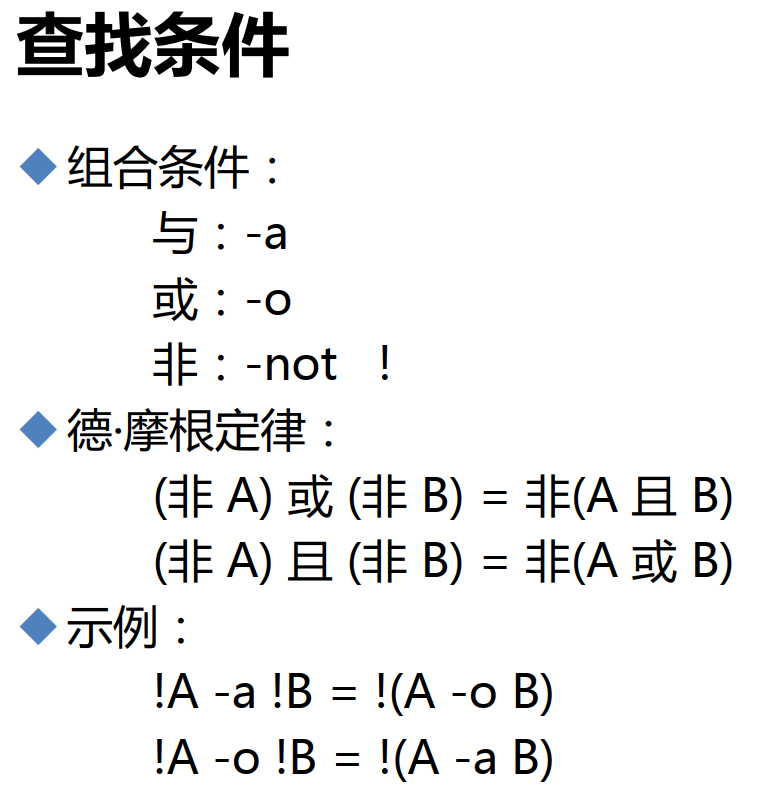 查找条件
组合条件：
与：-a
或：-o
非：-not !
德·摩根定律：
(非 A) 或 (非 B) = 非(A 且 B)
(非 A) 且 (非 B) = 非(A 或 B)
示例：
!A -a !B = !(A -o B)
!A -o !B = !(A -a B)